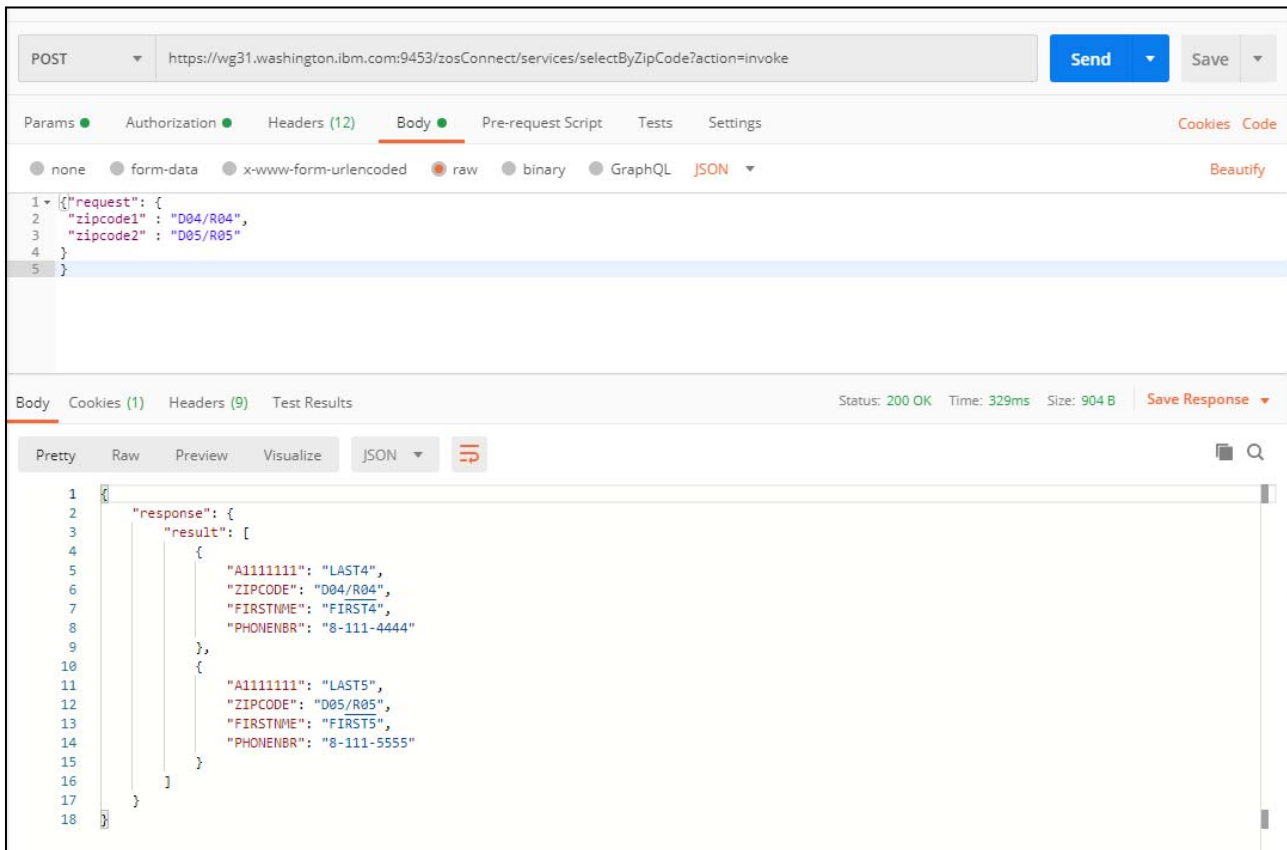 POST https://wg31.washington.ibm.com:9453/zosConnect/services/selectByZipCode?action=invoke Send Save
Params Authorization Headers (12) Body Pre-request Script Tests Settings Cookies Code
none form-data x-www-form-urlencoded raw binary GraphQL JSON Beautify
1 {"request": {
2 "zipcode1" : "D04/R04",
3 "zipcode2" : "D05/R05"
4 }
5 }
Body Cookies (1) Headers (9) Test Results Status: 200 OK Time: 329ms Size: 904 B Save Response
Pretty Raw Preview Visualize JSON
1 {
2 "response": {
3 "result": [
4 {
5 "A1111111": "LAST4",
6 "ZIPCODE": "D04/R04",
7 "FIRSTNME": "FIRST4",
8 "PHONENBR": "8-111-4444"
9 },
10 {
11 "A1111111": "LAST5",
12 "ZIPCODE": "D05/R05",
13 "FIRSTNME": "FIRST5",
14 "PHONENBR": "8-111-5555"
15 }
16 ]
17 }
18 }